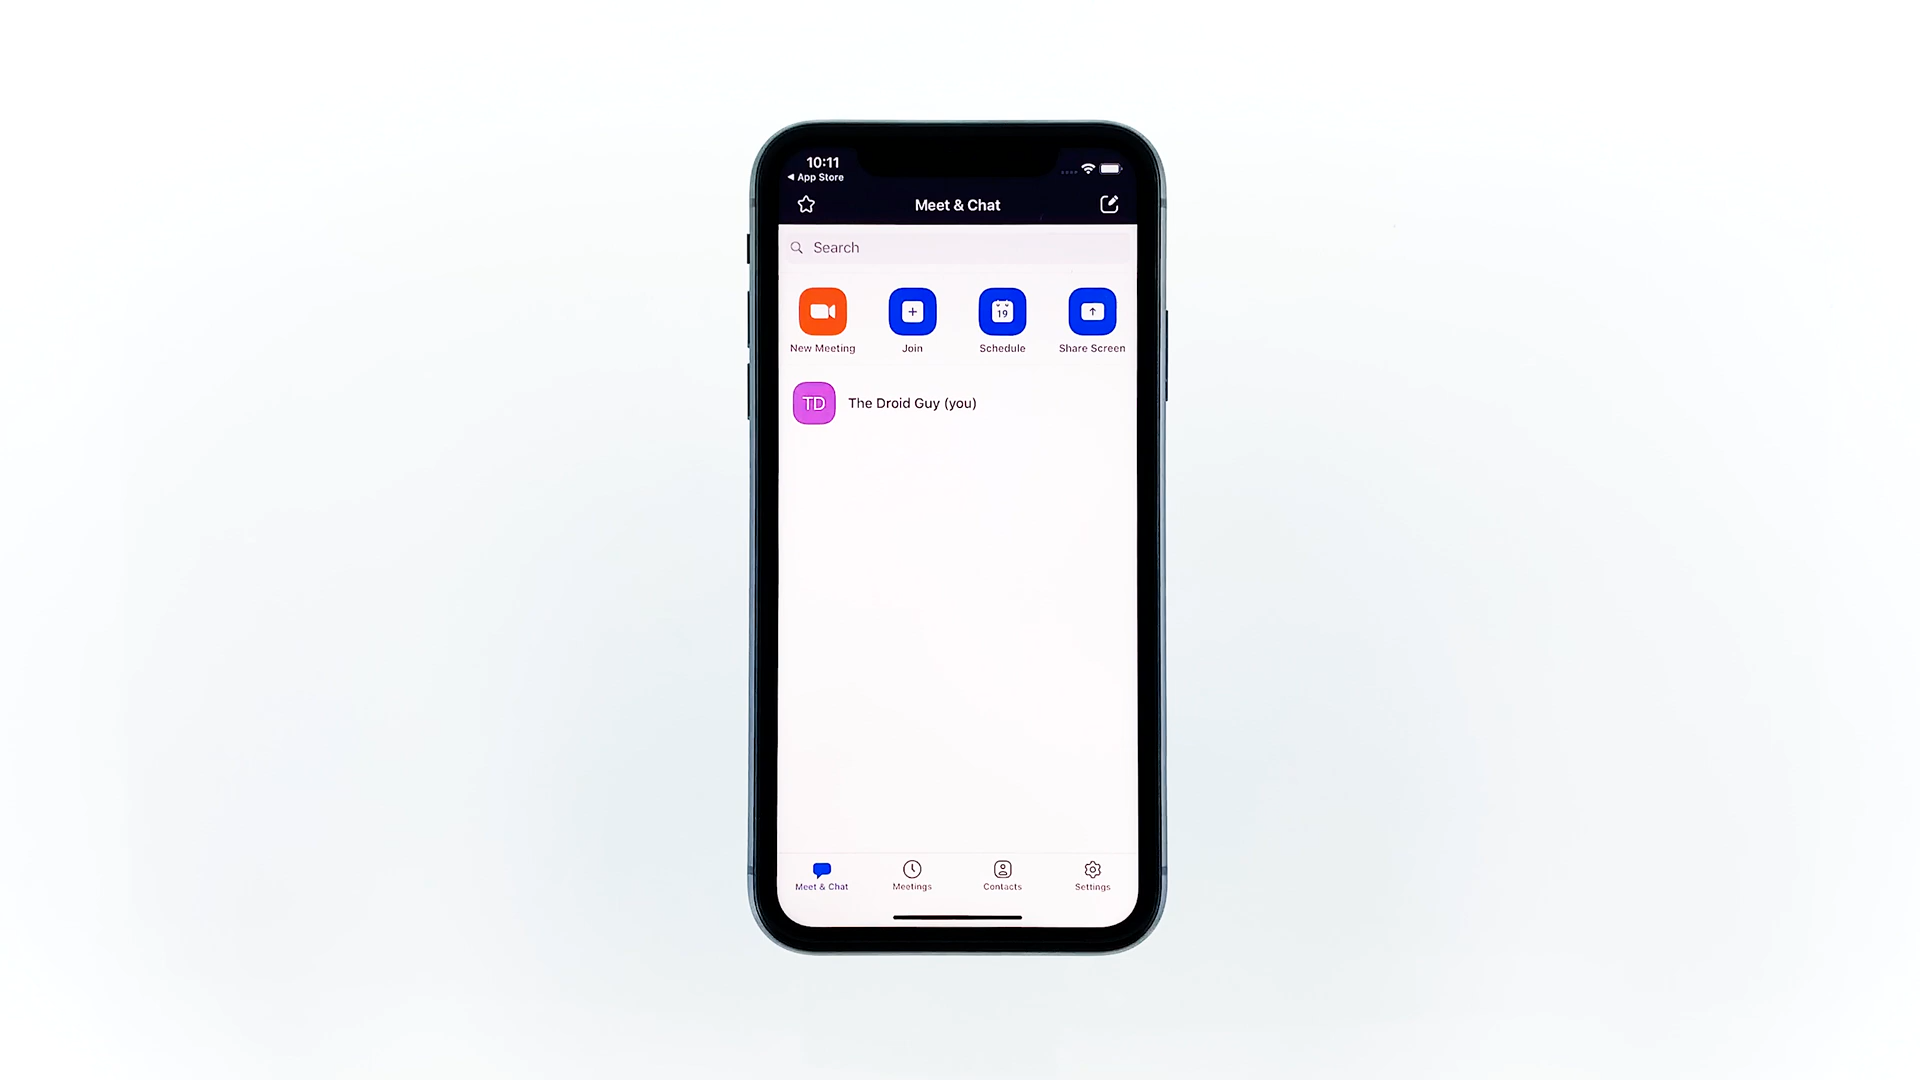 10:11
App Store
Meet & Chat
Search
19
New Meeting
Join
Schedule
Share Screen
TD
The Droid Guy (you)
Meet & Chat
Meetings
Contacts
Settings